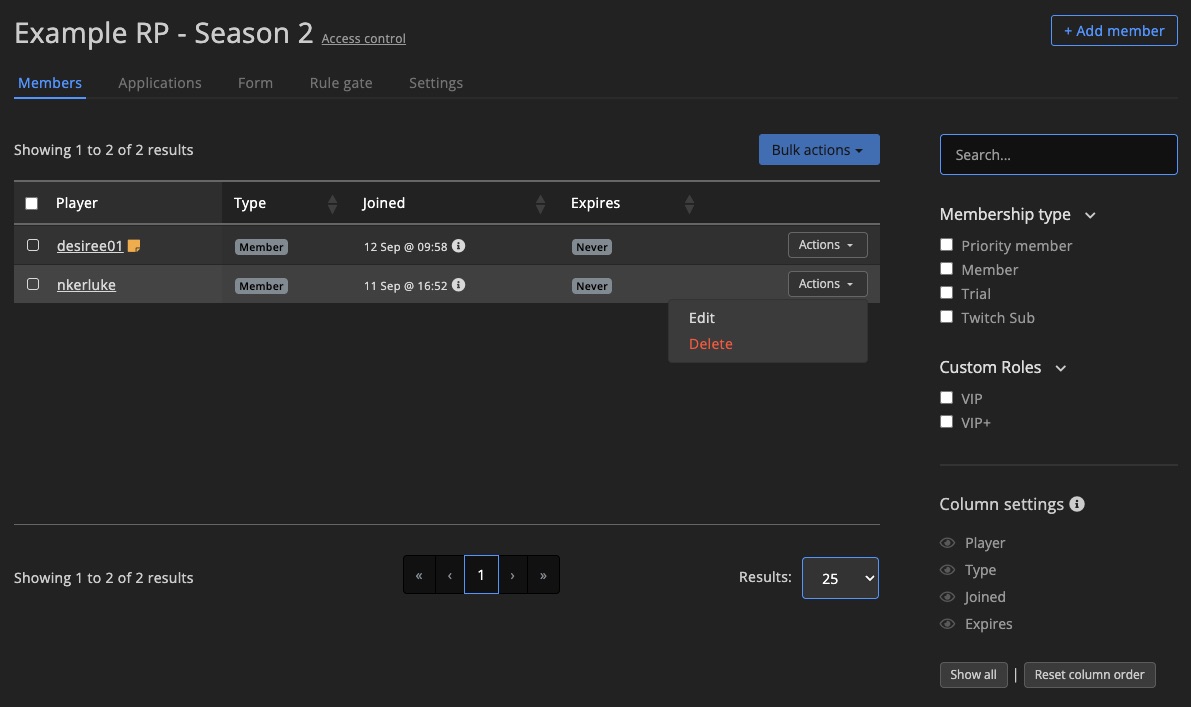 Example RP - Season 2 Access control
+ Add member
Members Applications Form Rule gate Settings
Showing 1 to 2 of 2 results
Bulk actions
Player Type Joined Expires
desiree01 Member 12 Sep @ 09:58 Never Actions
nkerluke Member 11 Sep @ 16:52 Never Actions
Edit
Delete
Showing 1 to 2 of 2 results
« ‹ 1 › »
Results: 25
Search...
Membership type
Priority member
Member
Trial
Twitch Sub
Custom Roles
VIP
VIP+
Column settings
Player
Type
Joined
Expires
Show all | Reset column order